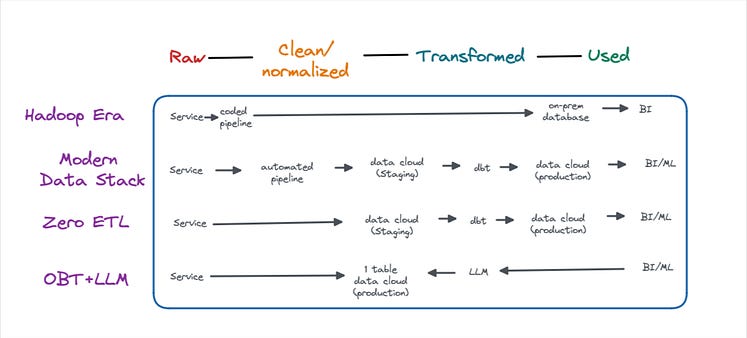 Raw
Clean/
normalized
Transformed
Used
Hadoop Era
Service
coded
pipeline
on-prem
database
BI
Modern
Data Stack
Service
automated
pipeline
data cloud
(Staging)
dbt
data cloud
(production)
BI/ML
Zero ETL
Service
data cloud
(Staging)
dbt
data cloud
(production)
BI/ML
OBT+LLM
Service
1 table
data cloud
(production)
LLM
BI/ML